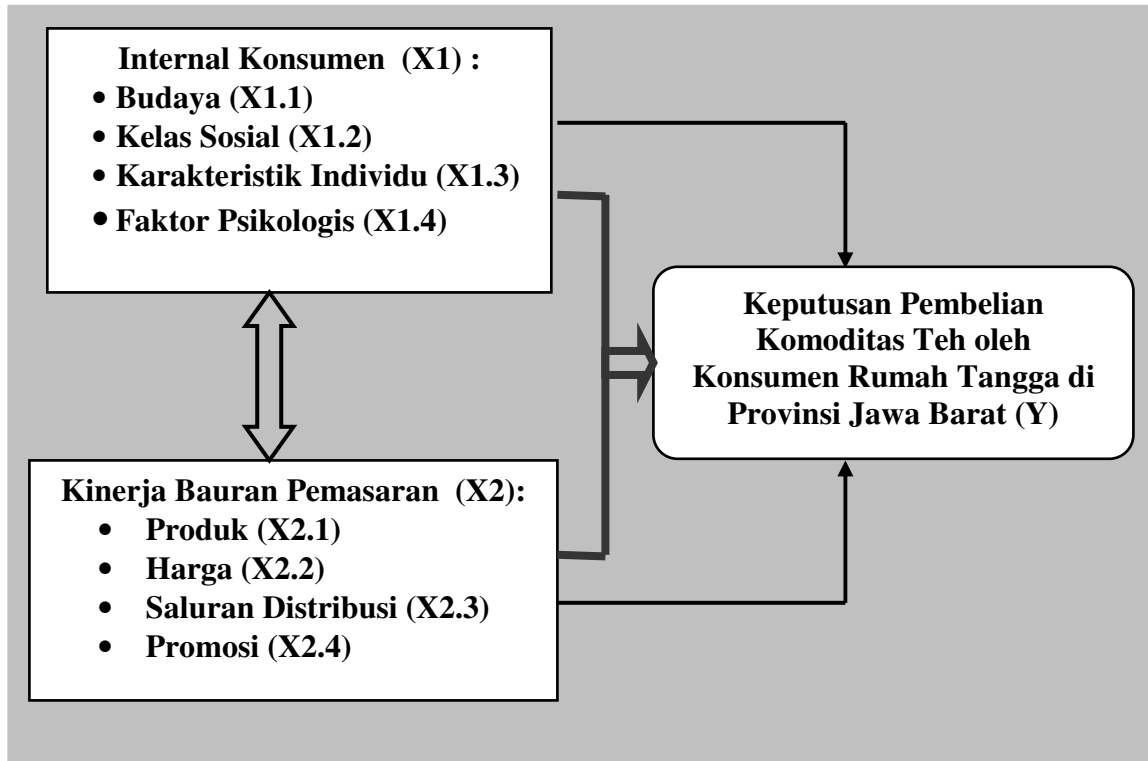 Internal Konsumen (X1) :
• Budaya (X1.1)
• Kelas Sosial (X1.2)
• Karakteristik Individu (X1.3)
• Faktor Psikologis (X1.4)
Keputusan Pembelian
Komoditas Teh oleh
Konsumen Rumah Tangga di
Provinsi Jawa Barat (Y)
Kinerja Bauran Pemasaran (X2):
• Produk (X2.1)
• Harga (X2.2)
• Saluran Distribusi (X2.3)
• Promosi (X2.4)